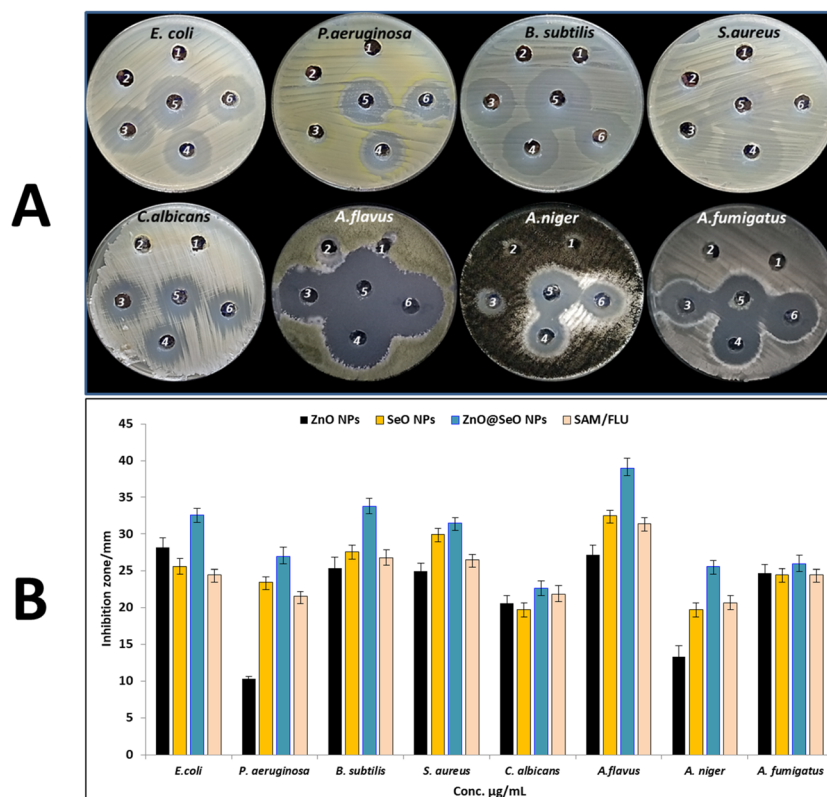 A
E. coli
P.aeruginosa
B. subtilis
S.aureus
1
2
3
4
5
6
1
2
3
4
5
6
1
2
3
4
5
6
1
2
3
4
5
6
C.albicans
A.flavus
A.niger
A.fumigatus
2 1
3 5 6
4
2 1
3 5 6
4
2 1
3 5 6
4
2 1
3 5 6
4
B
ZnO NPs SeO NPs ZnO@SeO NPs SAM/FLU
Inhibition zone/mm
45
40
35
30
25
20
15
10
5
0
E.coli P. aeruginosa B. subtilis S. aureus C. albicans A.flavus A. niger A. fumigatus
Conc. µg/mL